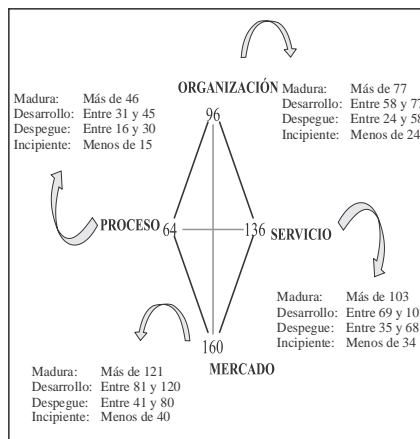 ORGANIZACIÓN
96
Madura: Más de 77
Desarrollo: Entre 58 y 77
Despegue: Entre 24 y 58
Incipiente: Menos de 24
Madura: Más de 46
Desarrollo: Entre 31 y 45
Despegue: Entre 16 y 30
Incipiente: Menos de 15
PROCESO
64
136
SERVICIO
Madura: Más de 103
Desarrollo: Entre 69 y
Despegue: Entre 35 y 68
Incipiente: Menos de 34
160
MERCADO
Madura: Más de 121
Desarrollo: Entre 81 y 120
Despegue: Entre 41 y 80
Incipiente: Menos de 40